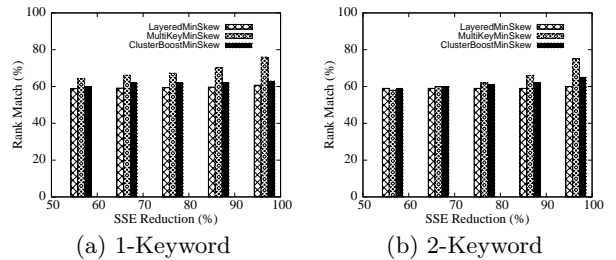 LayeredMinSkew
MultiKeyMinSkew
ClusterBoostMinSkew
Rank Match (%)
100
80
60
40
20
0
50 60 70 80 90 100
SSE Reduction (%)
(a) 1-Keyword
LayeredMinSkew
MultiKeyMinSkew
ClusterBoostMinSkew
Rank Match (%)
100
80
60
40
20
0
50 60 70 80 90 100
SSE Reduction (%)
(b) 2-Keyword